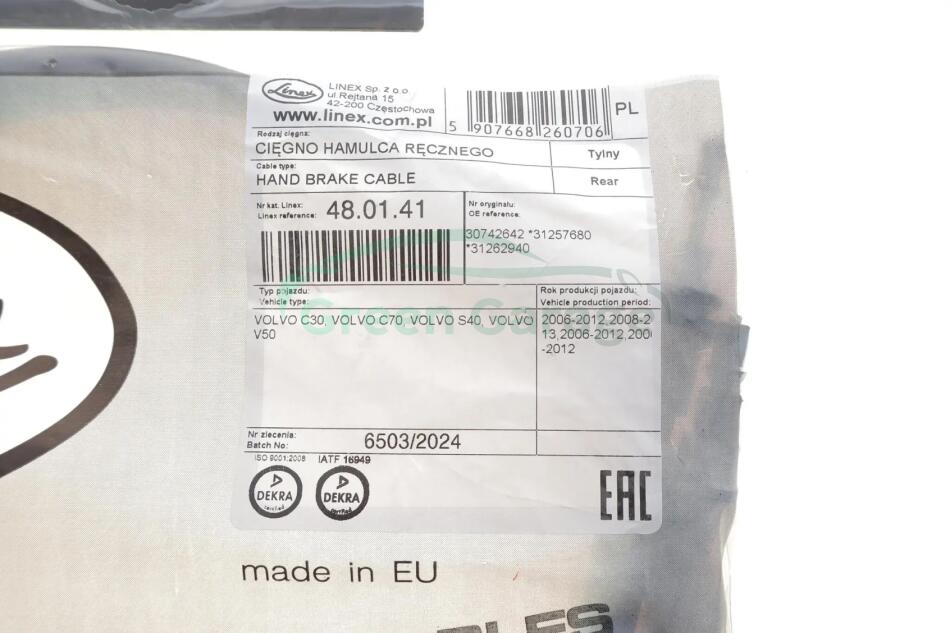 Linex
LINEX Sp. z o.o.
ul. Rejtana 15
42-200 Częstochowa
www.linex.com.pl
5 907668 260706
PL
Rodzaj cięgna:
CIĘGNO HAMULCA RĘCZNEGO
Tylny
Cable type:
HAND BRAKE CABLE
Rear
Nr kat. Linex:
Linex reference:
48.01.41
Nr oryginału:
OE reference:
30742642 *31257680
*31262940
Typ pojazdu:
Vehicle type:
Rok produkcji pojazdu:
Vehicle production period:
Green Garage
VOLVO C30, VOLVO C70, VOLVO S40, VOLVO
V50
2006-2012,2008-2
13,2006-2012,200
-2012
Nr zlecenia:
Batch No:
6503/2024
ISO 9001:2008
IATF 16949
DEKRA
certified
DEKRA
certified
EAC
made in EU